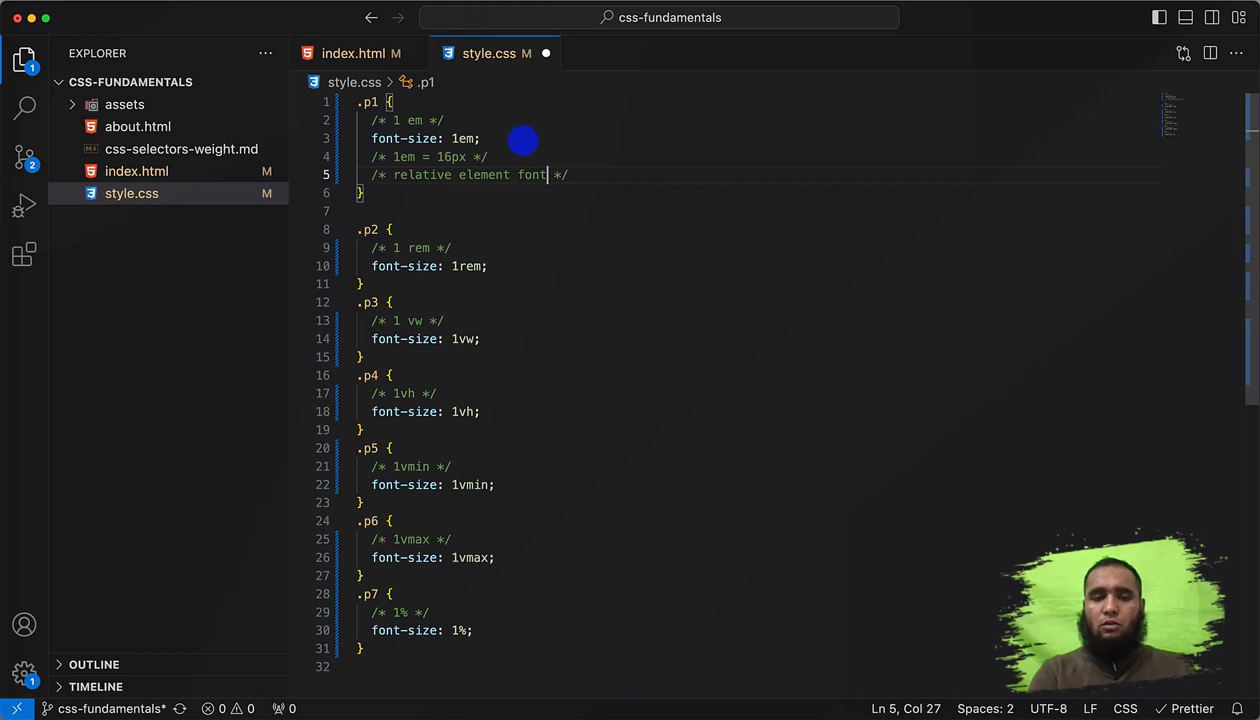 css-fundamentals
EXPLORER
index.html M
style.css M
CSS-FUNDAMENTALS
style.css > .p1
assets
about.html
css-selectors-weight.md
index.html M
style.css M
1 .p1 {
2 /* 1 em */
3 font-size: 1em;
4 /* 1em = 16px */
5 /* relative element font */
6 }
7
8 .p2 {
9 /* 1 rem */
10 font-size: 1rem;
11 }
12 .p3 {
13 /* 1 vw */
14 font-size: 1vw;
15 }
16 .p4 {
17 /* 1vh */
18 font-size: 1vh;
19 }
20 .p5 {
21 /* 1vmin */
22 font-size: 1vmin;
23 }
24 .p6 {
25 /* 1vmax */
26 font-size: 1vmax;
27 }
28 .p7 {
29 /* 1% */
30 font-size: 1%;
31 }
32
1
2
1
OUTLINE
TIMELINE
css-fundamentals* 0 0 0 Ln 5, Col 27 Spaces: 2 UTF-8 LF CSS Prettier